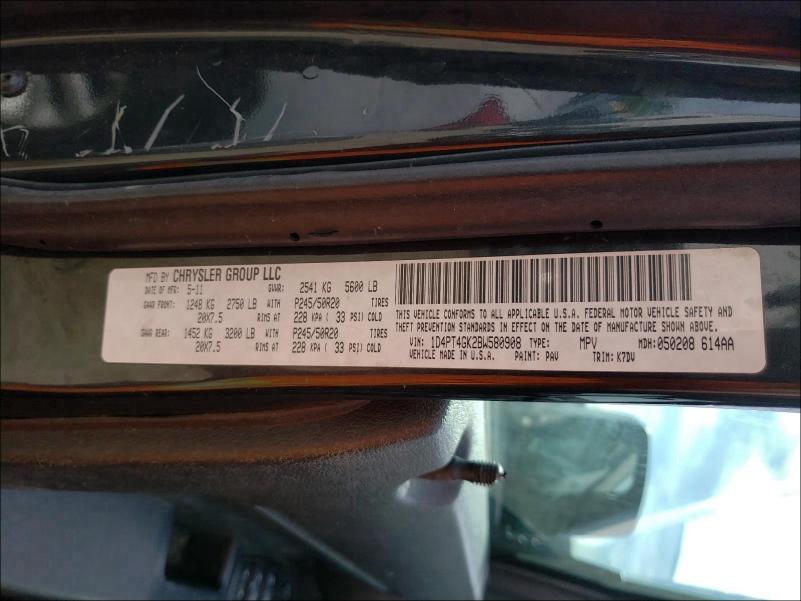 MFD BY CHRYSLER GROUP LLC
DATE OF MFR: 5-11 GVWR: 2541 KG 5600 LB
GAWR FRONT: 1248 KG 2750 LB WITH P245/50R20 TIRES
20X7.5 RIMS AT 228 KPA ( 33 PSI) COLD
GAWR REAR: 1452 KG 3200 LB WITH P245/50R20 TIRES
20X7.5 RIMS AT 228 KPA ( 33 PSI) COLD
THIS VEHICLE CONFORMS TO ALL APPLICABLE U.S.A. FEDERAL MOTOR VEHICLE SAFETY AND
THEFT PREVENTION STANDARDS IN EFFECT ON THE DATE OF MANUFACTURE SHOWN ABOVE.
VIN: 1D4PT4GK2BW580908 TYPE: MPV MDH: 050208 614AA
VEHICLE MADE IN U.S.A. PAINT: PAV TRIM: K7DV